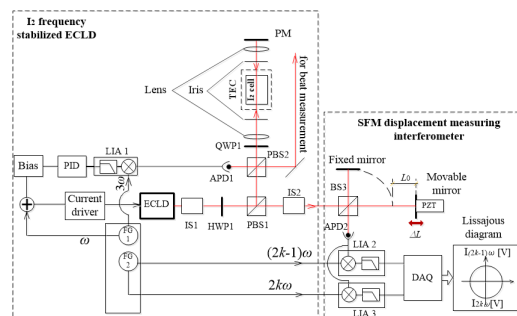 I2 frequency
stabilized ECLD
PM
Lens
Iris
TEC
I2 cell
for beat measurement
QWP1
PBS2
APD1
LIA 1
PID
Bias
3ω
Current
driver
ECLD
IS1
HWP1
PBS1
IS2
ω
FG
1
FG
2
(2k-1)ω
2kω
SFM displacement measuring
interferometer
Fixed mirror
L0
Movable
mirror
BS3
PZT
ΔL
APD2
LIA 2
LIA 3
DAQ
Lissajous
diagram
I(2k-1)ω [V]
I2kω[V]